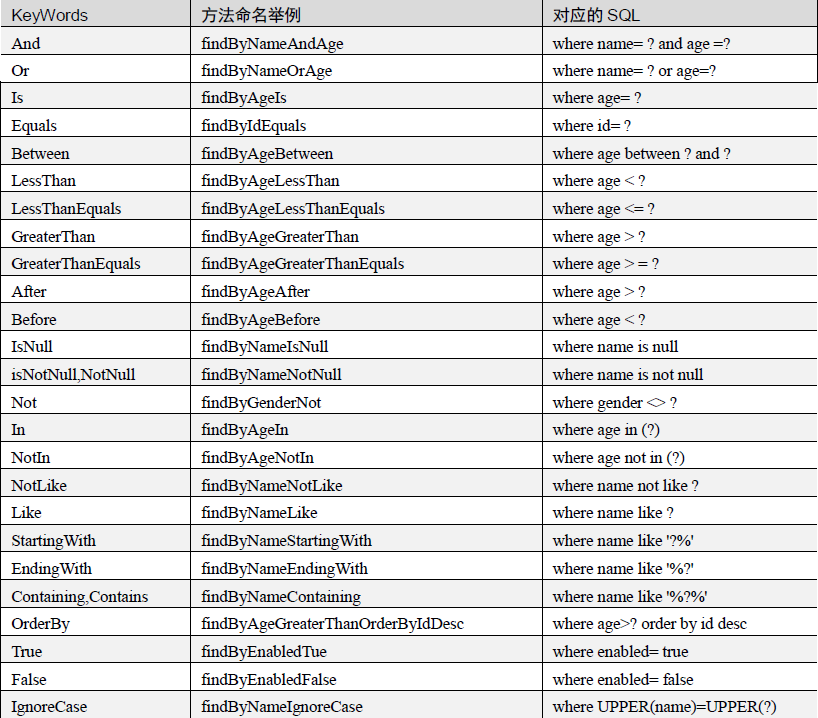 KeyWords 方法命名举例 对应的 SQL
And findByNameAndAge where name= ? and age =?
Or findByNameOrAge where name= ? or age=?
Is findByAgeIs where age= ?
Equals findByIdEquals where id= ?
Between findByAgeBetween where age between ? and ?
LessThan findByAgeLessThan where age < ?
LessThanEquals findByAgeLessThanEquals where age <= ?
GreaterThan findByAgeGreaterThan where age > ?
GreaterThanEquals findByAgeGreaterThanEquals where age > = ?
After findByAgeAfter where age > ?
Before findByAgeBefore where age < ?
IsNull findByNameIsNull where name is null
isNotNull,NotNull findByNameNotNull where name is not null
Not findByGenderNot where gender <> ?
In findByAgeIn where age in (?)
NotIn findByAgeNotIn where age not in (?)
NotLike findByNameNotLike where name not like ?
Like findByNameLike where name like ?
StartingWith findByNameStartingWith where name like '?%'
EndingWith findByNameEndingWith where name like '%?'
Containing,Contains findByNameContaining where name like '%?%'
OrderBy findByAgeGreaterThanOrderByIdDesc where age>? order by id desc
True findByEnabledTue where enabled= true
False findByEnabledFalse where enabled= false
IgnoreCase findByNameIgnoreCase where UPPER(name)=UPPER(?)